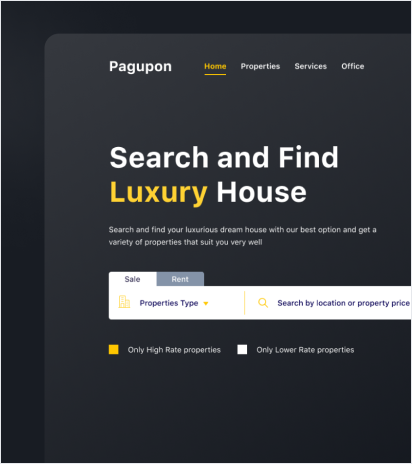 Pagupon
Home Properties Services Office
Search and Find
Luxury House
Search and find your luxurious dream house with our best option and get a
variety of properties that suit you very well
Sale Rent
Properties Type Search by location or property price
Only High Rate properties Only Lower Rate properties